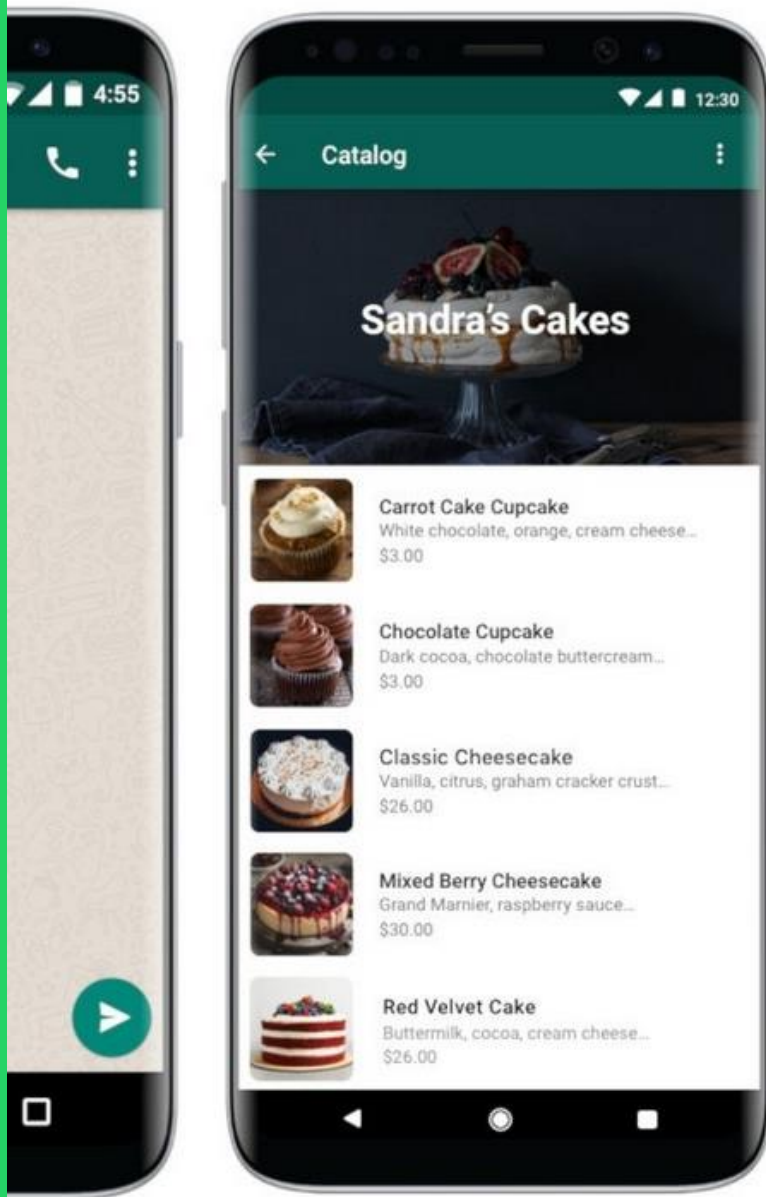 4:55
12:30
Catalog
Sandra's Cakes
Carrot Cake Cupcake
White chocolate, orange, cream cheese...
$3.00
Chocolate Cupcake
Dark cocoa, chocolate buttercream...
$3.00
Classic Cheesecake
Vanilla, citrus, graham cracker crust...
$26.00
Mixed Berry Cheesecake
Grand Marnier, raspberry sauce...
$30.00
Red Velvet Cake
Buttermilk, cocoa, cream cheese...
$26.00